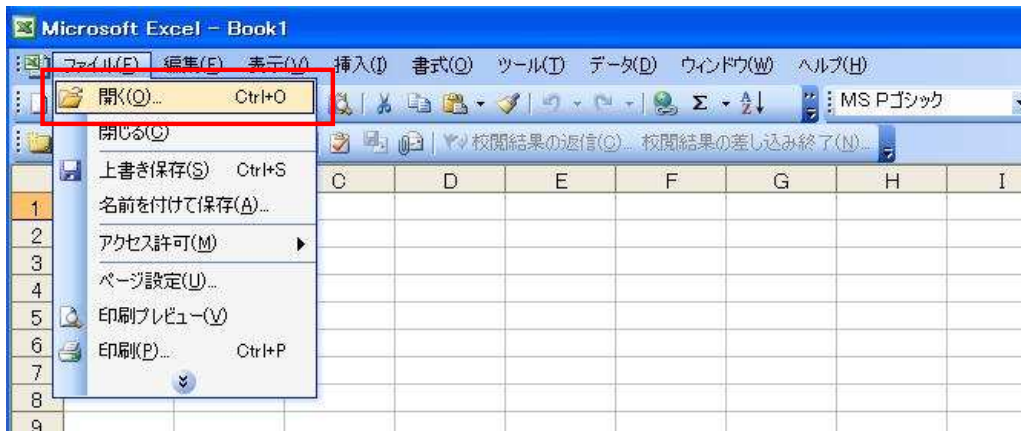 Microsoft Excel - Book1
ファイル(F) 編集(E) 表示(V) 挿入(I) 書式(O) ツール(T) データ(D) ウィンドウ(W) ヘルプ(H)
開く(O)... Ctrl+O
MS Pゴシック
閉じる(C)
校閲結果の返信(C)... 校閲結果の差し込み終了(N)...
上書き保存(S) Ctrl+S
C D E F G H I
1
名前を付けて保存(A)...
2
アクセス許可(M)
3
ページ設定(U)...
4
5
印刷プレビュー(V)
6
印刷(P)... Ctrl+P
7
8
9